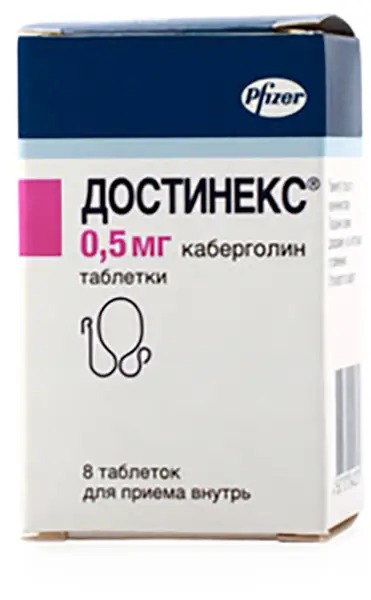 Pfizer
ДОСТИНЕКС®
0,5 мг каберголин
таблетки
8 таблеток
для приема внутрь